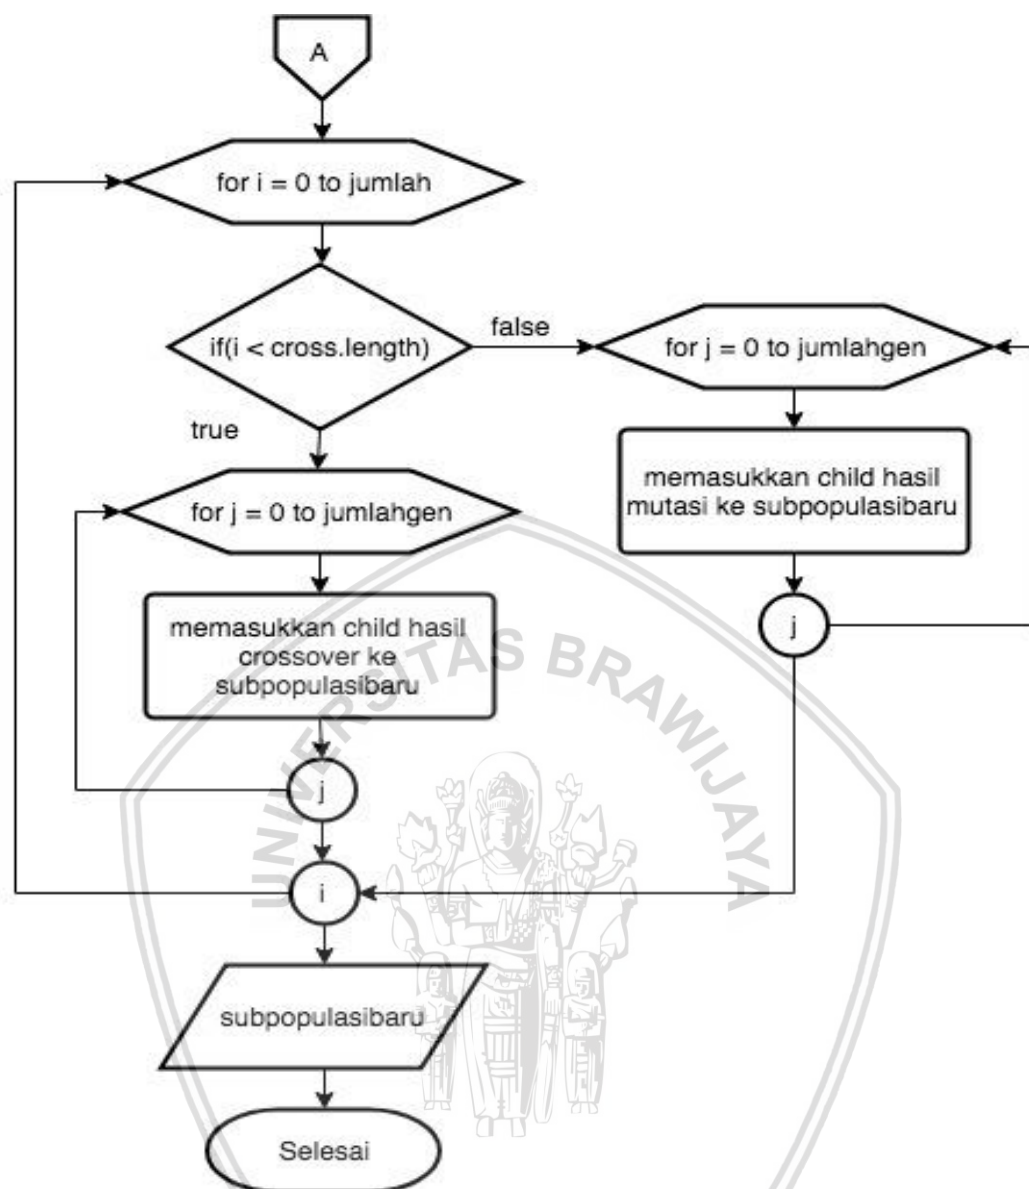 A
for i = 0 to jumlah
if(i < cross.length)
false
for j = 0 to jumlahgen
true
memasukkan child hasil
mutasi ke subpopulasibaru
for j = 0 to jumlahgen
j
memasukkan child hasil
crossover ke
subpopulasibaru
j
i
subpopulasibaru
Selesai
UNIVERSITAS BRAWIJAYA